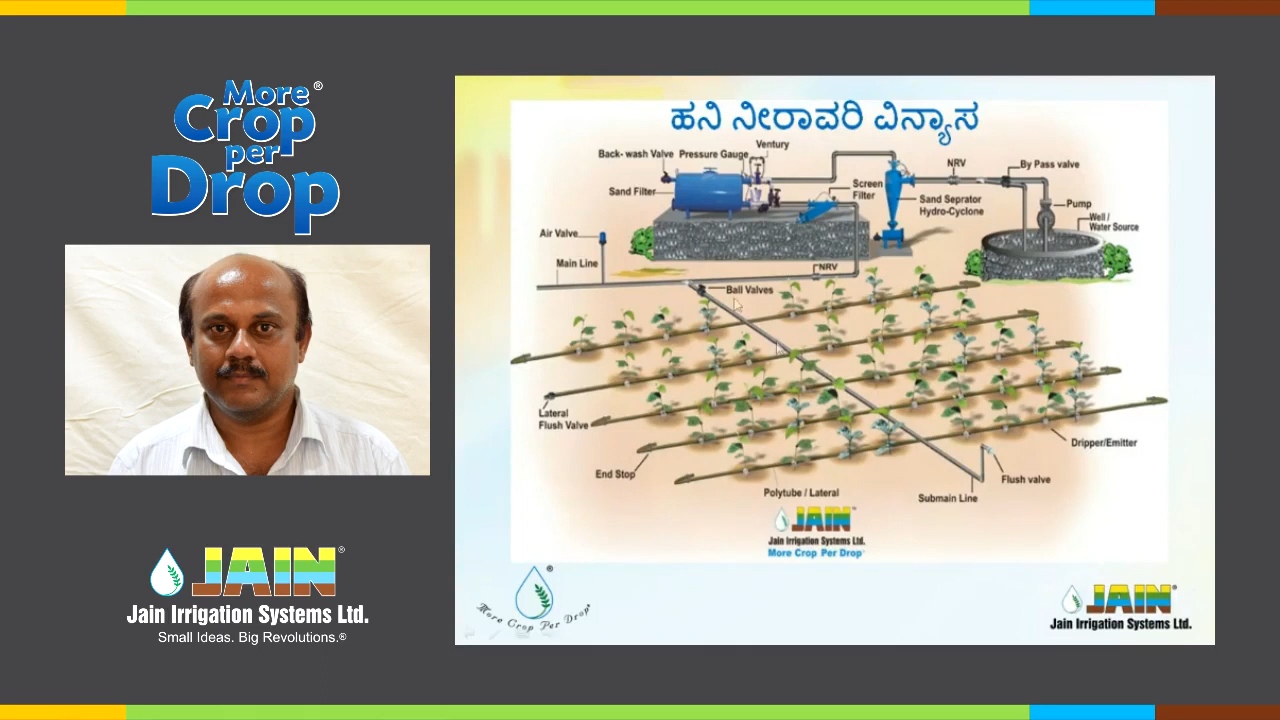 More®
Crop
per
Drop
JAIN®
Jain Irrigation Systems Ltd.
Small Ideas. Big Revolutions.®
ಹನಿ ನೀರಾವರಿ ವಿನ್ಯಾಸ
Ventury
Back- wash Valve
Pressure Gauge
Sand Filter
Screen
Filter
NRV
By Pass valve
Sand Seprator
Hydro-Cyclone
Pump
Well /
Water Source
Air Valve
Main Line
NRV
Ball Valves
Lateral
Flush Valve
End Stop
Polytube / Lateral
Submain Line
Flush valve
Dripper/Emitter
JAIN
Jain Irrigation Systems Ltd.
More Crop Per Drop
More Crop Per Drop®
JAIN®
Jain Irrigation Systems Ltd.